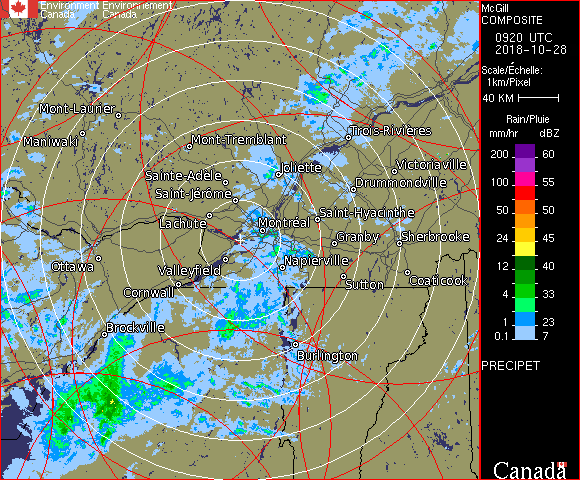 Environment Environnement
Canada Canada
McGill
COMPOSITE
0920 UTC
2018-10-28
Scale/Échelle:
1km/Pixel
40 KM
Rain/Pluie
mm/hr dBZ
200 60
150 55
100 50
50 50
24 45
12 40
4 33
1 23
0.1 7
PRECIPET
Mont-Laurier
Maniwaki
Mont-Tremblant
Trois-Rivières
Joliette
Victoriaville
Sainte-Adèle
Drummondville
Saint-Jérôme
Saint-Hyacinthe
Lachute
Montréal
Granby
Sherbrooke
Ottawa
Valleyfield
Napierville
Cornwall
Sutton
Coaticook
Brockville
Burlington
Canada